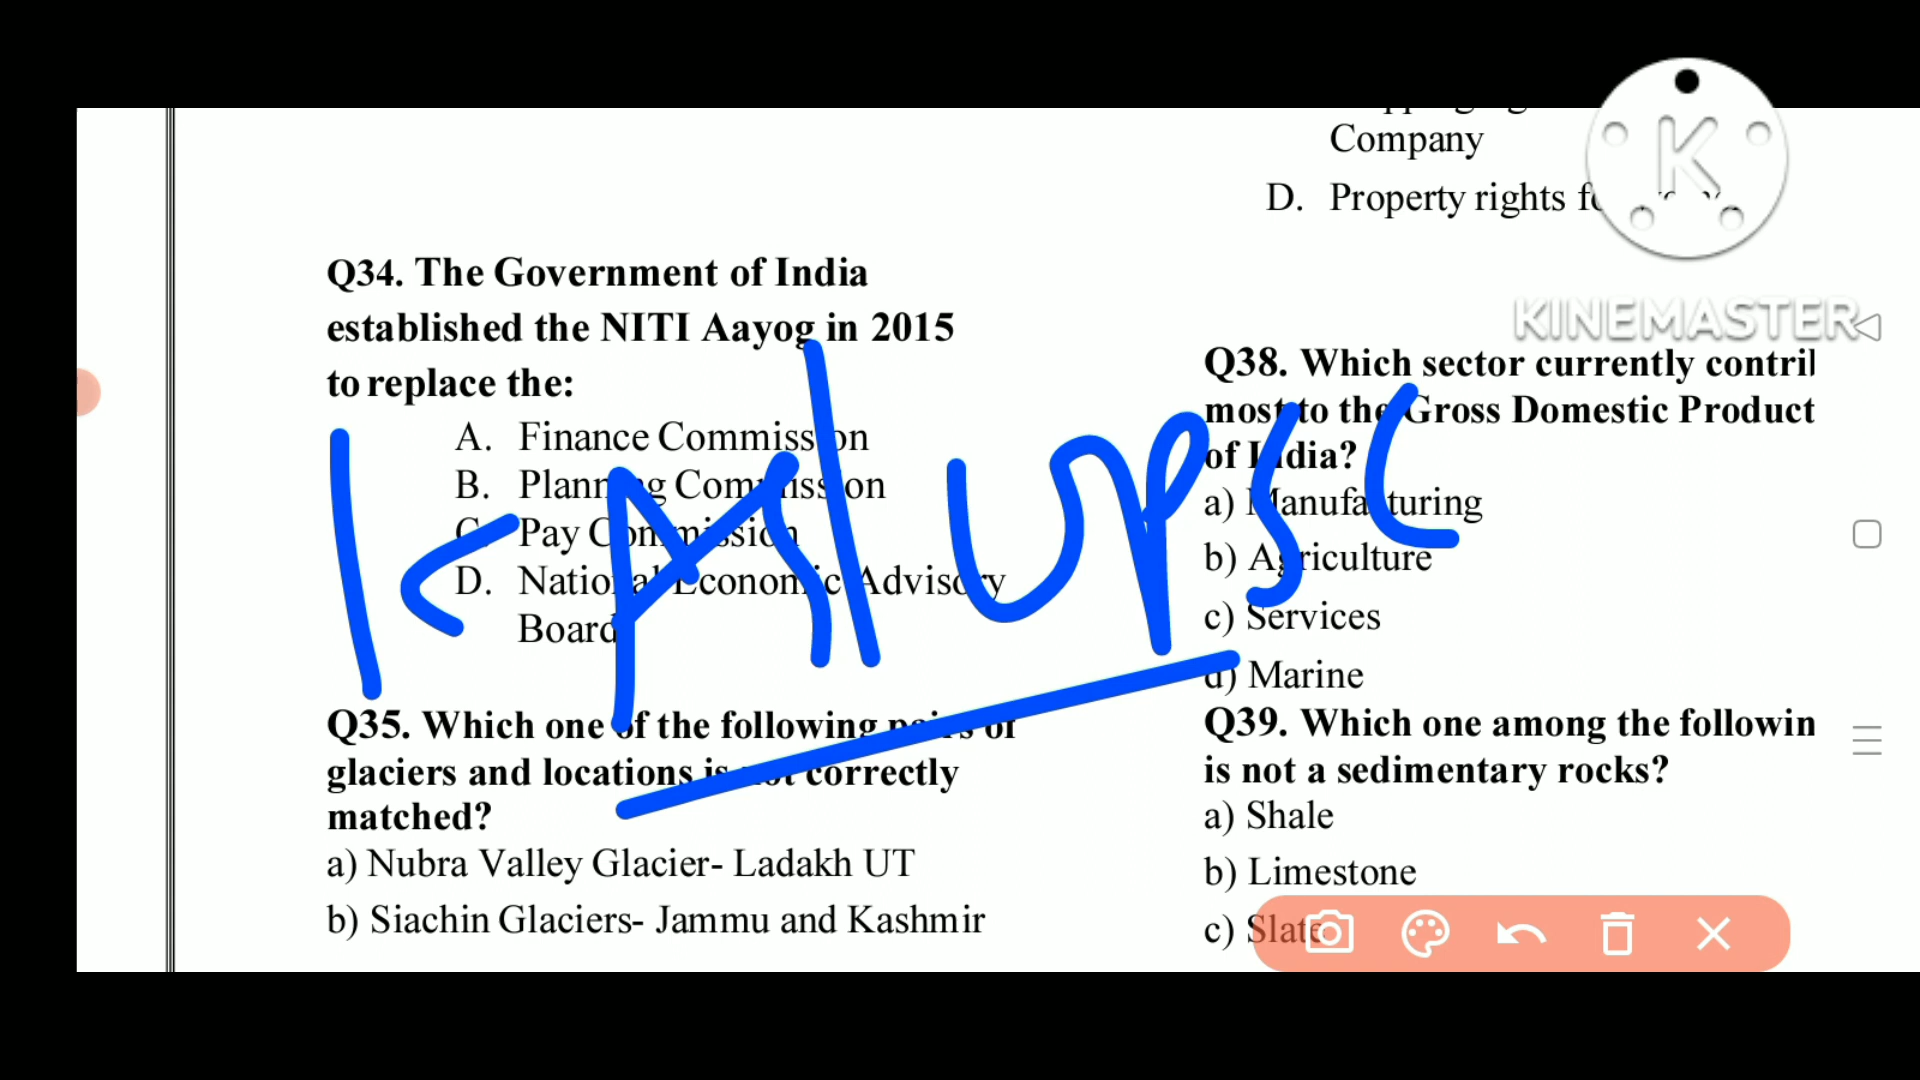 Q34. The Government of India
established the NITI Aayog in 2015
to replace the:
A. Finance Commission
B. Planning Commission
C. Pay Commission
D. National Economic Advisory
Board
Q35. Which one of the following pairs of
glaciers and locations is not correctly
matched?
a) Nubra Valley Glacier- Ladakh UT
b) Siachin Glaciers- Jammu and Kashmir
Company
D. Property rights
Q38. Which sector currently
most to the Gross Domestic Product
of India?
a) Manufacturing
b) Agriculture
c) Services
d) Marine
Q39. Which one among the followin
is not a sedimentary rocks?
a) Shale
b) Limestone
c) Slate
KAS/UPSC
K
KINEMASTER